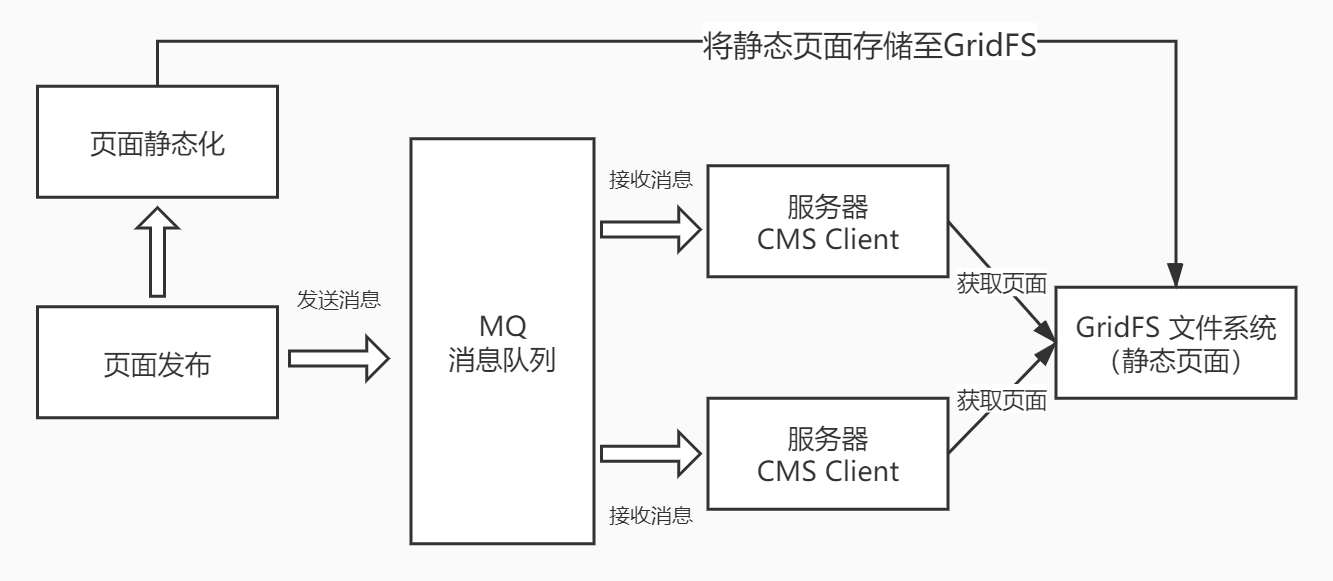 将静态页面存储至GridFS
页面静态化
接收消息
服务器
CMS Client
发送消息
获取页面
MQ
消息队列
GridFS 文件系统
（静态页面）
页面发布
获取页面
服务器
CMS Client
接收消息